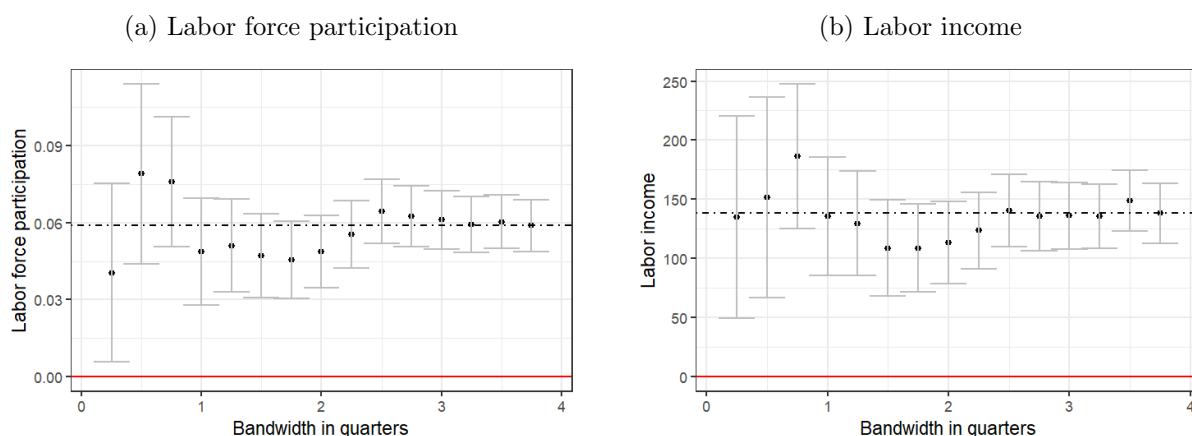 (a) Labor force participation
Labor force participation
0.09
0.06
0.03
0.00
0 1 2 3 4
Bandwidth in quarters
(b) Labor income
Labor income
250
200
150
100
50
0
0 1 2 3 4
Bandwidth in quarters